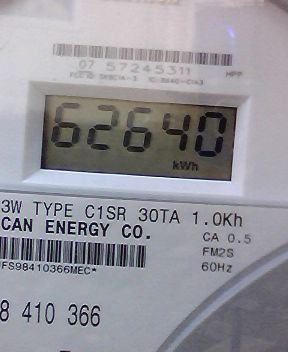 07 57245311 HPP
62640
kWh
3W TYPE C1SR 30TA 1.0Kh
CAN ENERGY CO.
CA 0.5
FM2S
60Hz
FS98410366MEC*
8 410 366